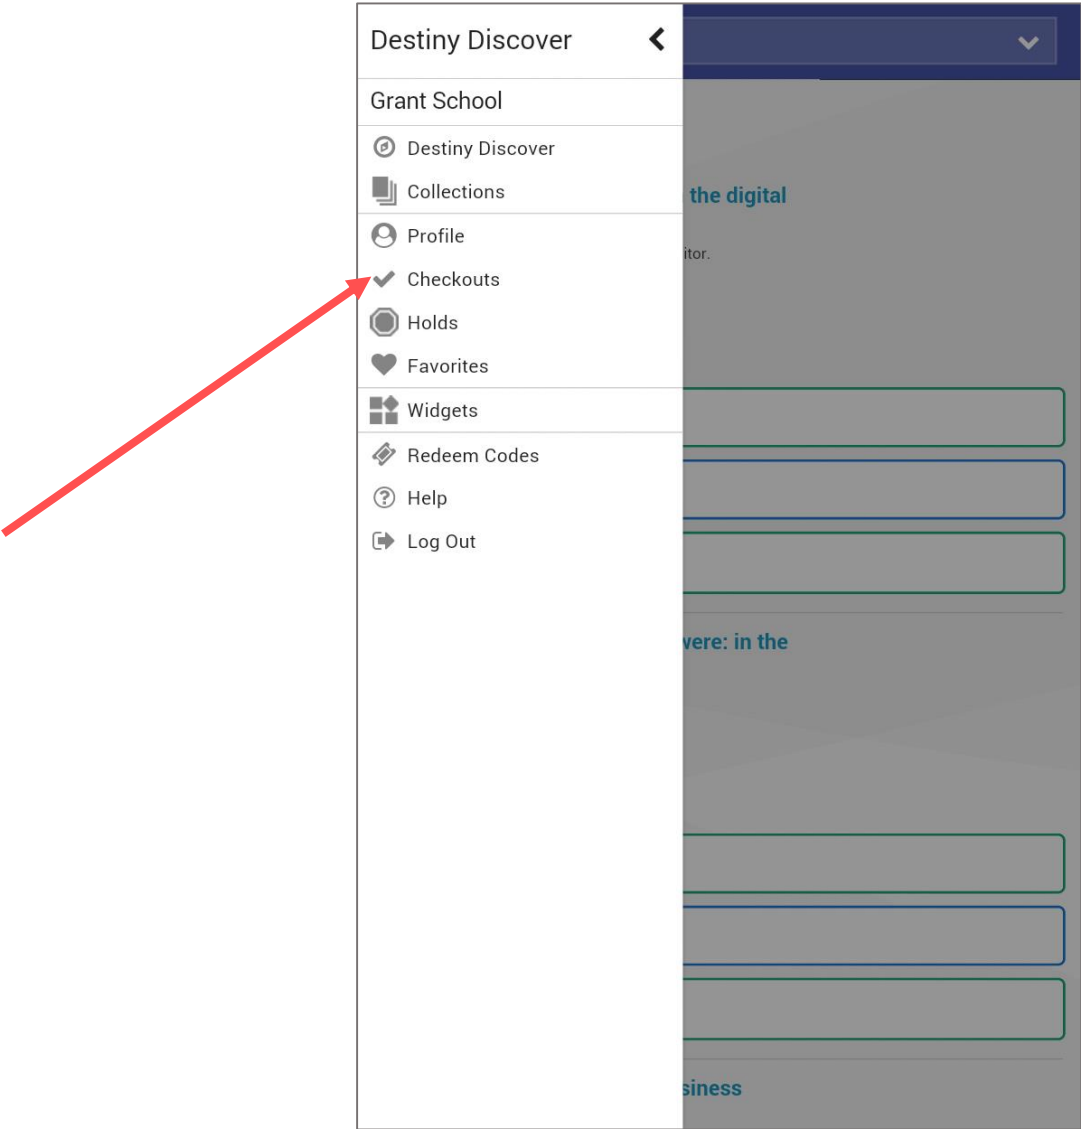 Destiny Discover
Grant School
Destiny Discover
Collections
Profile
Checkouts
Holds
Favorites
Widgets
Redeem Codes
Help
Log Out
the digital
itor.
were: in the
siness